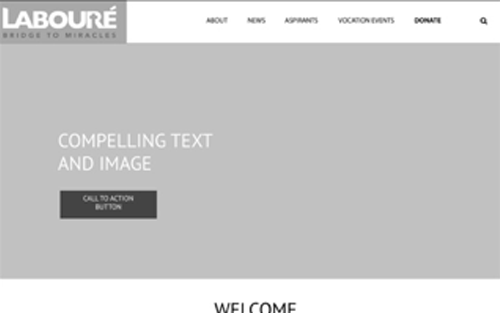 LABOURÉ
BRIDGE TO MIRACLES
ABOUT NEWS ASPIRANTS VOCATION EVENTS DONATE
COMPELLING TEXT
AND IMAGE
CALL TO ACTION
BUTTON
WELCOME